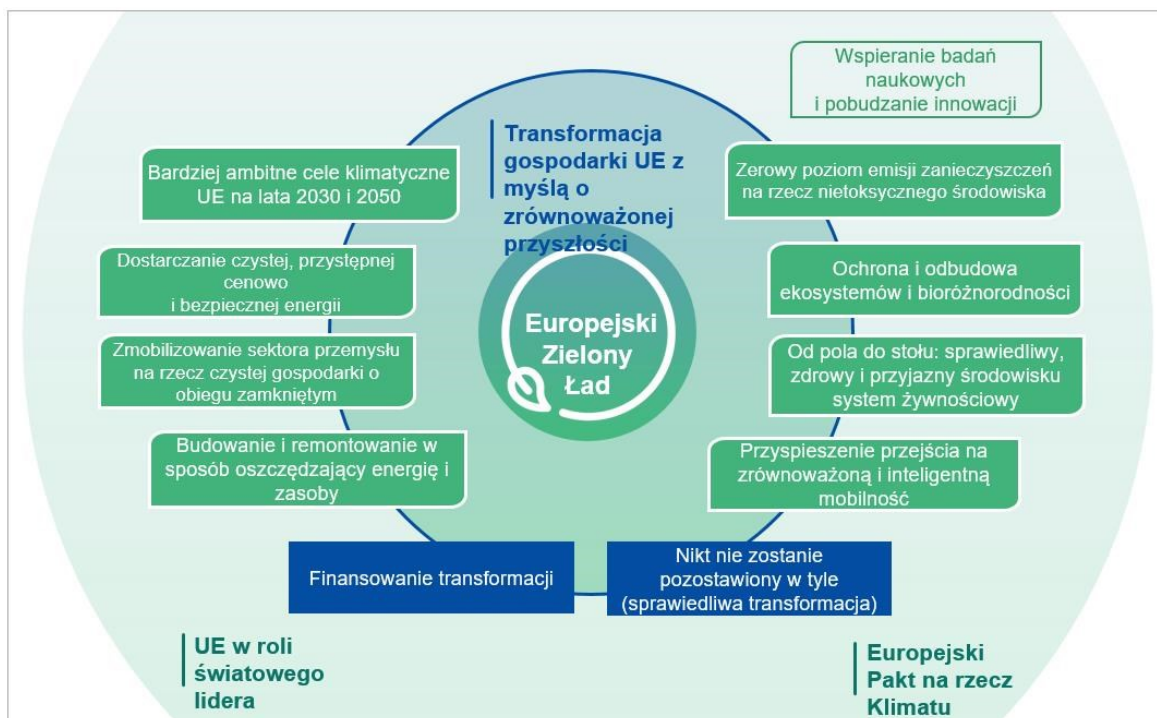 Wspieranie badań
naukowych
i pobudzanie innowacji
Transformacja
gospodarki UE z
myślą o
zrównoważonej
przyszłości
Bardziej ambitne cele klimatyczne
UE na lata 2030 i 2050
Zerowy poziom emisji zanieczyszczeń
na rzecz nietoksycznego środowiska
Dostarczanie czystej, przystępnej
cenowo
i bezpiecznej energii
Ochrona i odbudowa
ekosystemów i bioróżnorodności
Europejski
Zielony
Ład
Zmobilizowanie sektora przemysłu
na rzecz czystej gospodarki o
obiegu zamkniętym
Od pola do stołu: sprawiedliwy,
zdrowy i przyjazny środowisku
system żywnościowy
Budowanie i remontowanie w
sposób oszczędzający energię i
zasoby
Przyspieszenie przejścia na
zrównoważoną i inteligentną
mobilność
Finansowanie transformacji
Nikt nie zostanie
pozostawiony w tyle
(sprawiedliwa transformacja)
UE w roli
światowego
lidera
Europejski
Pakt na rzecz
Klimatu